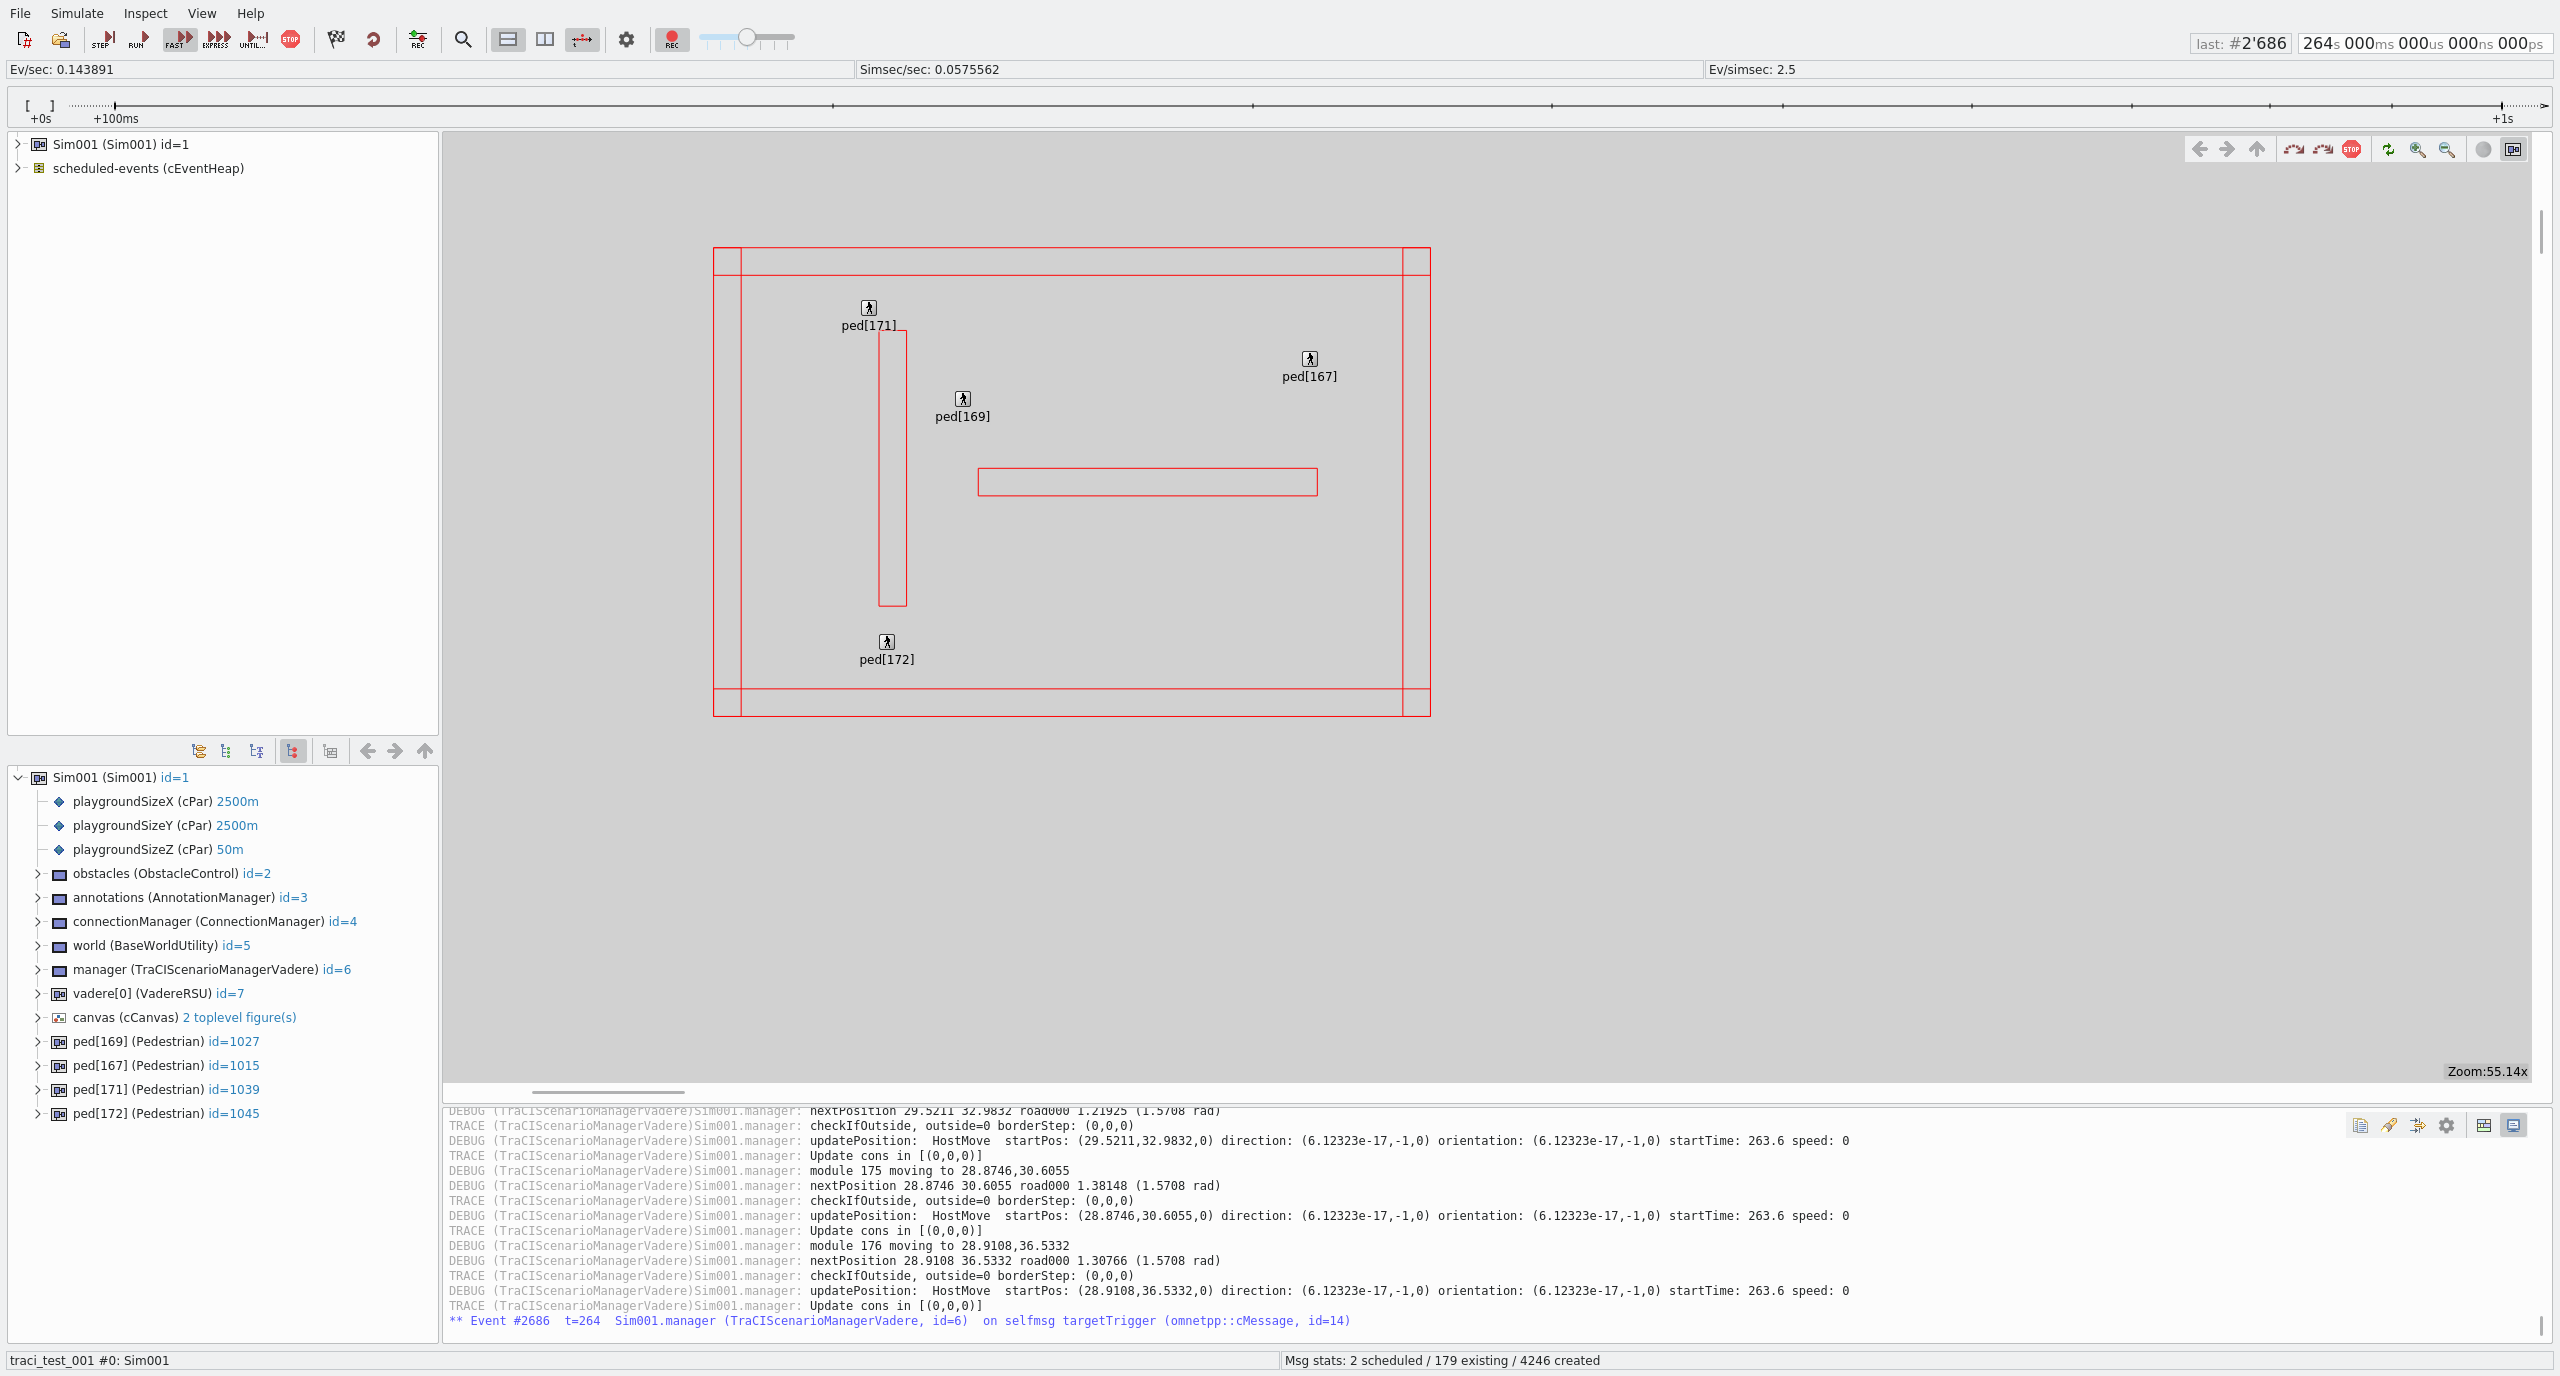 File Simulate Inspect View Help
STEP RUN FAST EXPRESS UNTIL... STOP REC REC
last: #2'686 264s 000ms 000us 000ns 000ps
Ev/sec: 0.143891 Simsec/sec: 0.0575562 Ev/simsec: 2.5
[ ]
+0s +100ms +1s
Sim001 (Sim001) id=1
scheduled-events (cEventHeap)
STOP
ped[171]
ped[167]
ped[169]
ped[172]
Zoom:55.14x
Sim001 (Sim001) id=1
playgroundSizeX (cPar) 2500m
playgroundSizeY (cPar) 2500m
playgroundSizeZ (cPar) 50m
obstacles (ObstacleControl) id=2
annotations (AnnotationManager) id=3
connectionManager (ConnectionManager) id=4
world (BaseWorldUtility) id=5
manager (TraCIScenarioManagerVadere) id=6
vadere[0] (VadereRSU) id=7
canvas (cCanvas) 2 toplevel figure(s)
ped[169] (Pedestrian) id=1027
ped[167] (Pedestrian) id=1015
ped[171] (Pedestrian) id=1039
ped[172] (Pedestrian) id=1045
DEBUG (TraCIScenarioManagerVadere)Sim001.manager: nextPosition 29.5211 32.9832 road000 1.21925 (1.5708 rad)
TRACE (TraCIScenarioManagerVadere)Sim001.manager: checkIfOutside, outside=0 borderStep: (0,0,0)
DEBUG (TraCIScenarioManagerVadere)Sim001.manager: updatePosition:  HostMove  startPos: (29.5211,32.9832,0) direction: (6.12323e-17,-1,0) orientation: (6.12323e-17,-1,0) startTime: 263.6 speed: 0
TRACE (TraCIScenarioManagerVadere)Sim001.manager: Update cons in [(0,0,0)]
DEBUG (TraCIScenarioManagerVadere)Sim001.manager: module 175 moving to 28.8746,30.6055
DEBUG (TraCIScenarioManagerVadere)Sim001.manager: nextPosition 28.8746 30.6055 road000 1.38148 (1.5708 rad)
TRACE (TraCIScenarioManagerVadere)Sim001.manager: checkIfOutside, outside=0 borderStep: (0,0,0)
DEBUG (TraCIScenarioManagerVadere)Sim001.manager: updatePosition:  HostMove  startPos: (28.8746,30.6055,0) direction: (6.12323e-17,-1,0) orientation: (6.12323e-17,-1,0) startTime: 263.6 speed: 0
TRACE (TraCIScenarioManagerVadere)Sim001.manager: Update cons in [(0,0,0)]
DEBUG (TraCIScenarioManagerVadere)Sim001.manager: module 176 moving to 28.9108,36.5332
DEBUG (TraCIScenarioManagerVadere)Sim001.manager: nextPosition 28.9108 36.5332 road000 1.30766 (1.5708 rad)
TRACE (TraCIScenarioManagerVadere)Sim001.manager: checkIfOutside, outside=0 borderStep: (0,0,0)
DEBUG (TraCIScenarioManagerVadere)Sim001.manager: updatePosition:  HostMove  startPos: (28.9108,36.5332,0) direction: (6.12323e-17,-1,0) orientation: (6.12323e-17,-1,0) startTime: 263.6 speed: 0
TRACE (TraCIScenarioManagerVadere)Sim001.manager: Update cons in [(0,0,0)]
** Event #2686  t=264  Sim001.manager (TraCIScenarioManagerVadere, id=6)  on selfmsg targetTrigger (omnetpp::cMessage, id=14)
traci_test_001 #0: Sim001 Msg stats: 2 scheduled / 179 existing / 4246 created